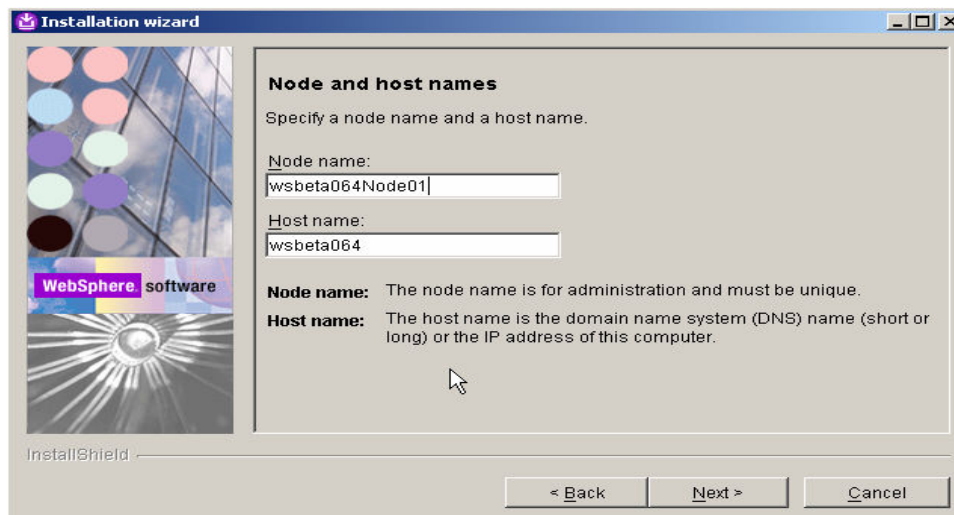 Installation wizard
Node and host names
Specify a node name and a host name.
Node name:
wsbeta064Node01
Host name:
wsbeta064
WebSphere. software
Node name: The node name is for administration and must be unique.
Host name: The host name is the domain name system (DNS) name (short or
long) or the IP address of this computer.
InstallShield
< Back Next > Cancel